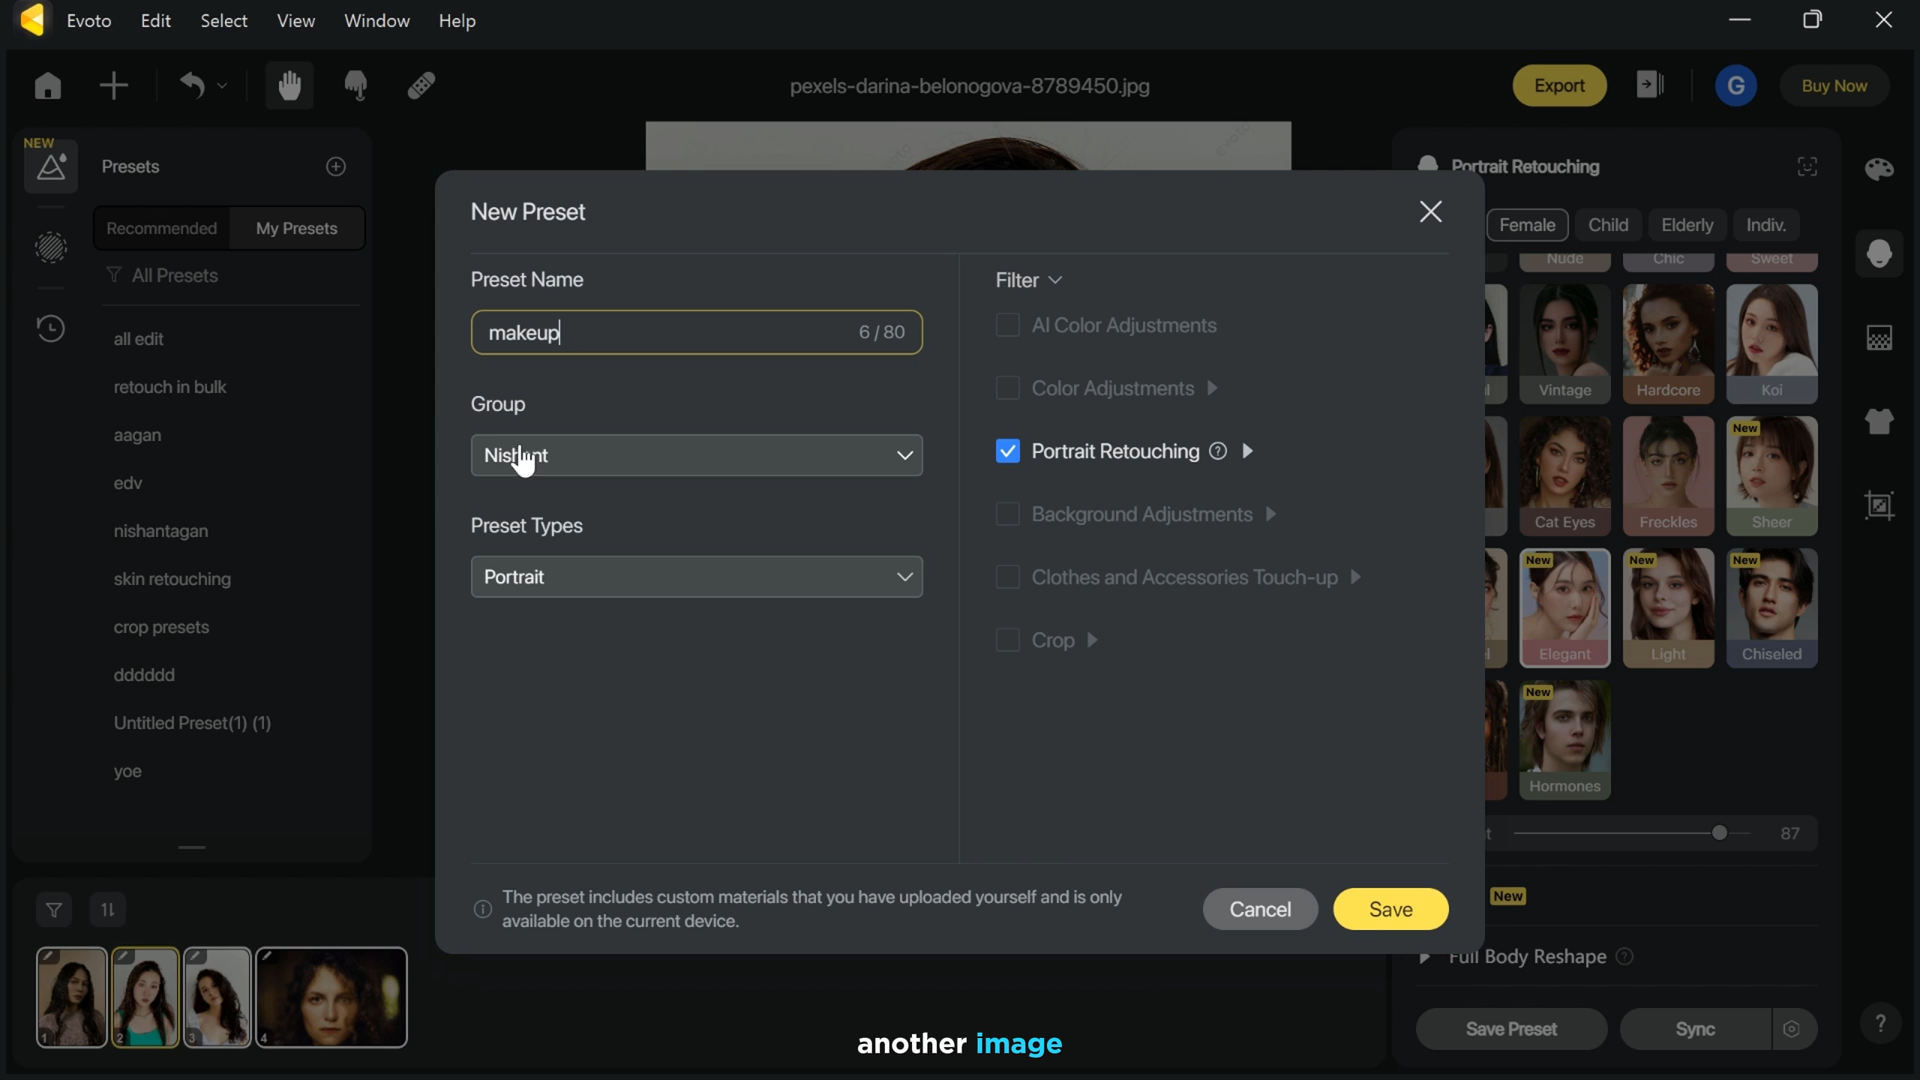 Evoto Edit Select View Window Help
pexels-darina-belonogova-8789450.jpg
Export
G
Buy Now
NEW
Presets
Recommended My Presets
All Presets
all edit
retouch in bulk
aagan
edv
nishantagan
skin retouching
crop presets
dddddd
Untitled Preset(1) (1)
yoe
1 2 3 4
New Preset
Preset Name
makeup 6 / 80
Group
Preset Types
Portrait
Filter
AI Color Adjustments
Color Adjustments
Portrait Retouching ?
Background Adjustments
Clothes and Accessories Touch-up
Crop
The preset includes custom materials that you have uploaded yourself and is only
available on the current device.
Cancel Save
Portrait Retouching
Female Child Elderly Indiv.
Nude Chic Sweet
Vintage Hardcore Koi
New
Cat Eyes Freckles Sheer
New New New
Elegant Light Chiseled
New
Hormones
87
New
Full Body Reshape ?
Save Preset Sync
?
another image